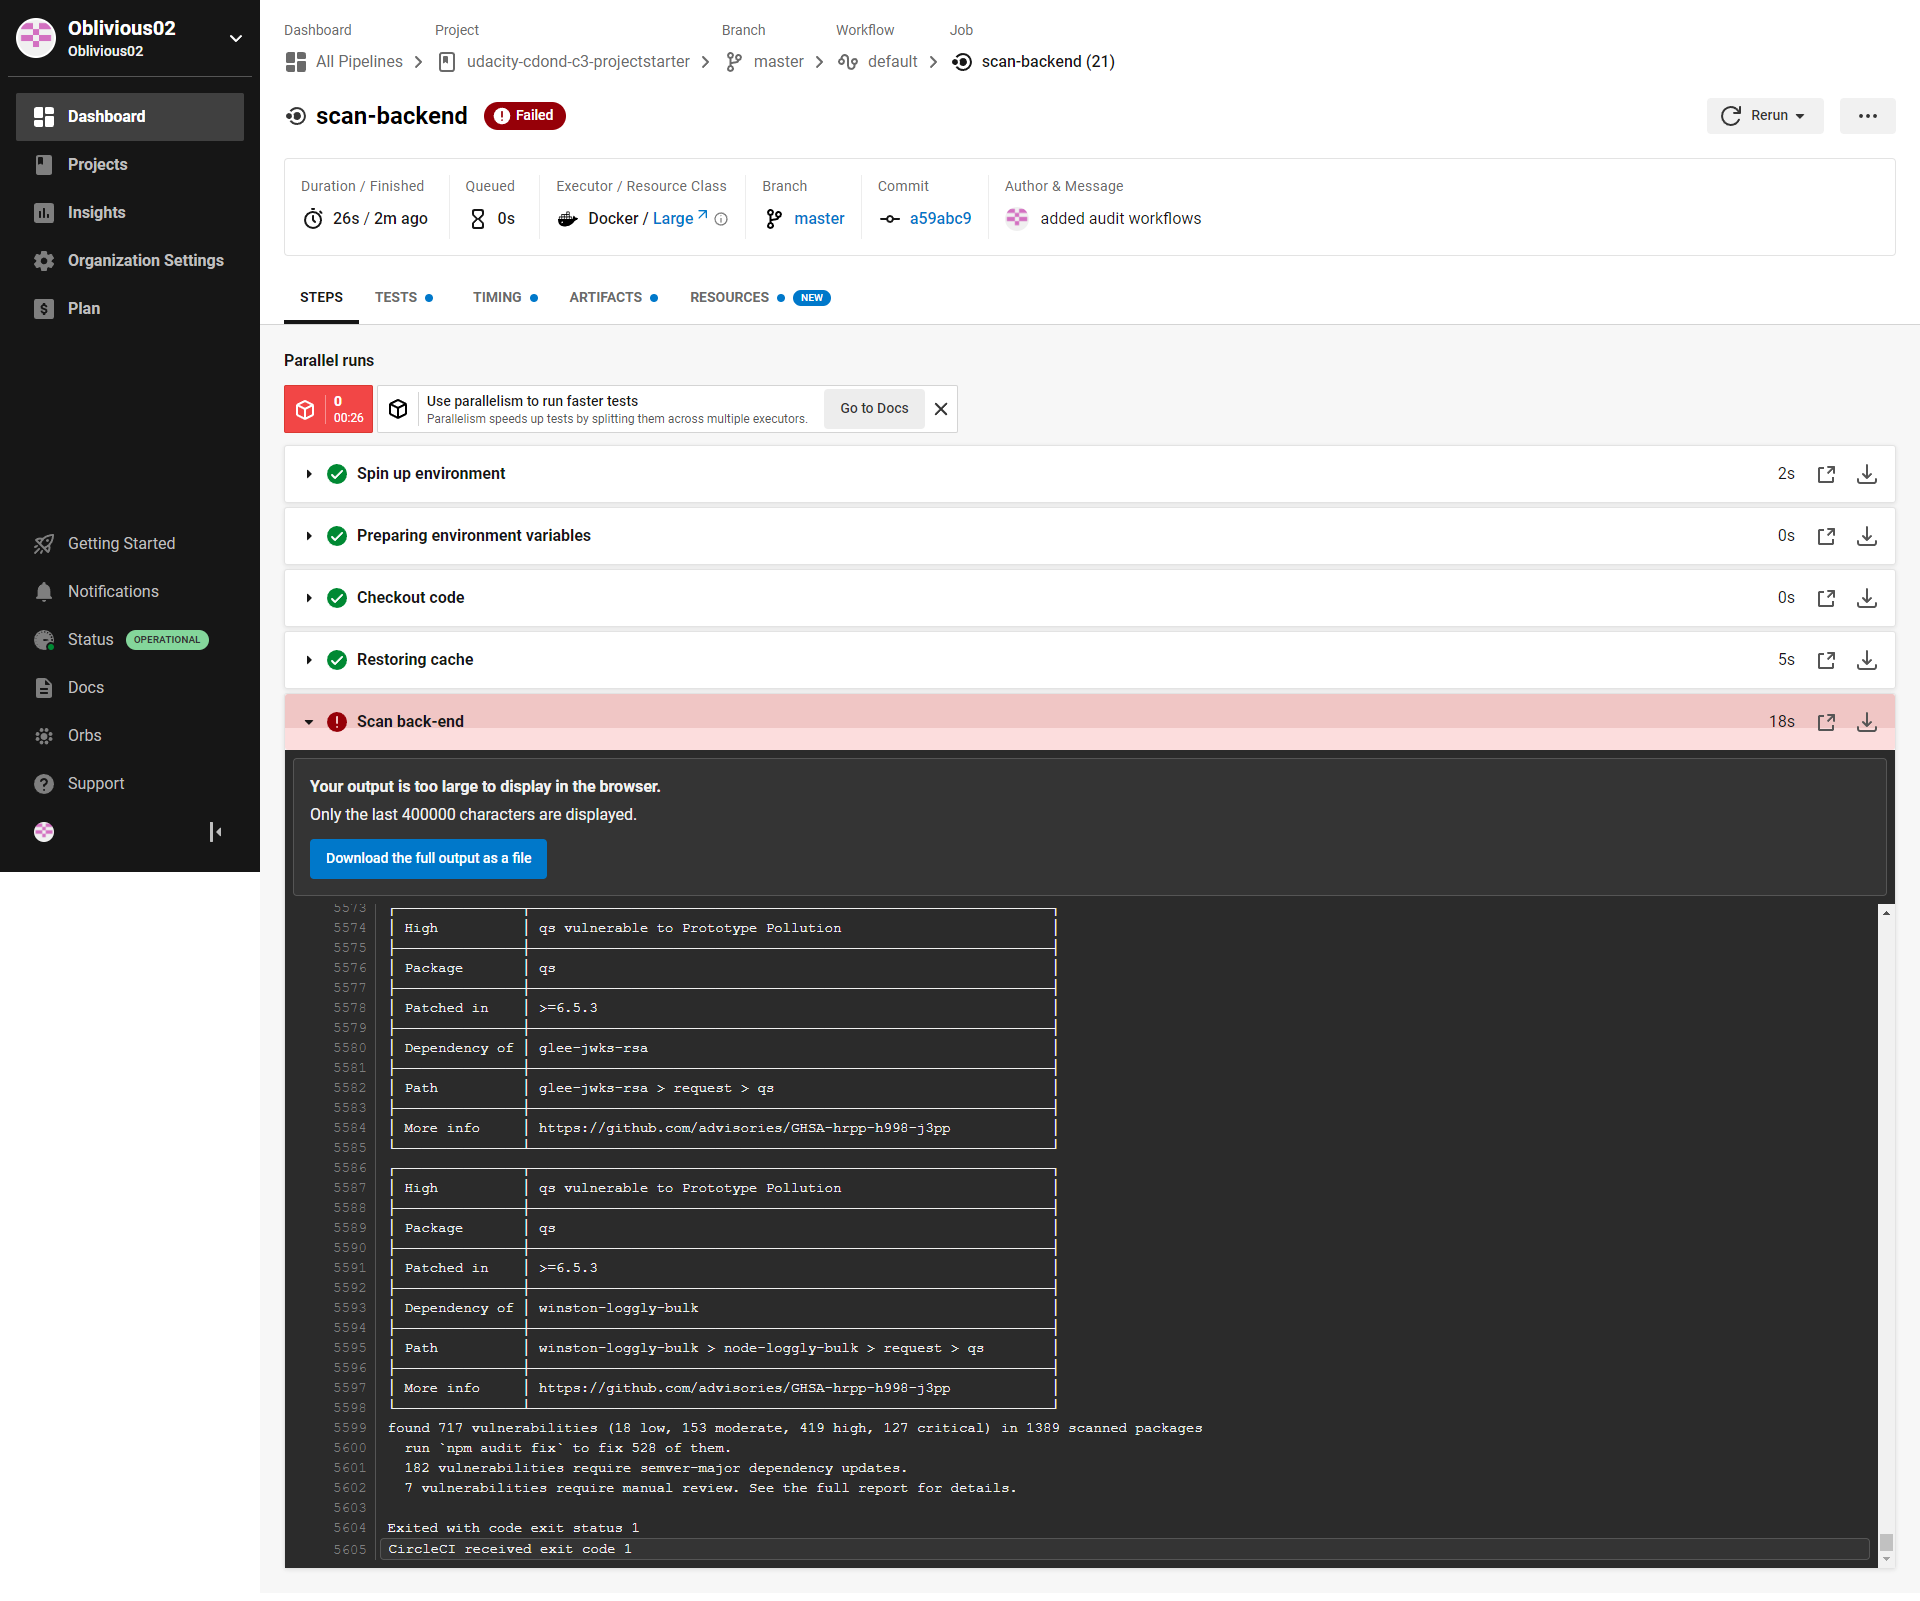 Oblivious02
Oblivious02
Dashboard
Projects
Insights
Organization Settings
Plan
Getting Started
Notifications
Status OPERATIONAL
Docs
Orbs
Support
Dashboard Project Branch Workflow Job
All Pipelines udacity-cdond-c3-projectstarter master default scan-backend (21)
scan-backend Failed
Rerun
Duration / Finished Queued Executor / Resource Class Branch Commit Author & Message
26s / 2m ago 0s Docker / Large master a59abc9 added audit workflows
STEPS TESTS TIMING ARTIFACTS RESOURCES NEW
Parallel runs
0
00:26
Use parallelism to run faster tests
Parallelism speeds up tests by splitting them across multiple executors.
Go to Docs
Spin up environment 2s
Preparing environment variables 0s
Checkout code 0s
Restoring cache 5s
Scan back-end 18s
Your output is too large to display in the browser.
Only the last 400000 characters are displayed.
Download the full output as a file
5573
5574 High qs vulnerable to Prototype Pollution
5575
5576 Package qs
5577
5578 Patched in >=6.5.3
5579
5580 Dependency of glee-jwks-rsa
5581
5582 Path glee-jwks-rsa > request > qs
5583
5584 More info https://github.com/advisories/GHSA-hrpp-h998-j3pp
5585
5586
5587 High qs vulnerable to Prototype Pollution
5588
5589 Package qs
5590
5591 Patched in >=6.5.3
5592
5593 Dependency of winston-loggly-bulk
5594
5595 Path winston-loggly-bulk > node-loggly-bulk > request > qs
5596
5597 More info https://github.com/advisories/GHSA-hrpp-h998-j3pp
5598
5599 found 717 vulnerabilities (18 low, 153 moderate, 419 high, 127 critical) in 1389 scanned packages
5600 run `npm audit fix` to fix 528 of them.
5601 182 vulnerabilities require semver-major dependency updates.
5602 7 vulnerabilities require manual review. See the full report for details.
5603
5604 Exited with code exit status 1
5605 CircleCI received exit code 1